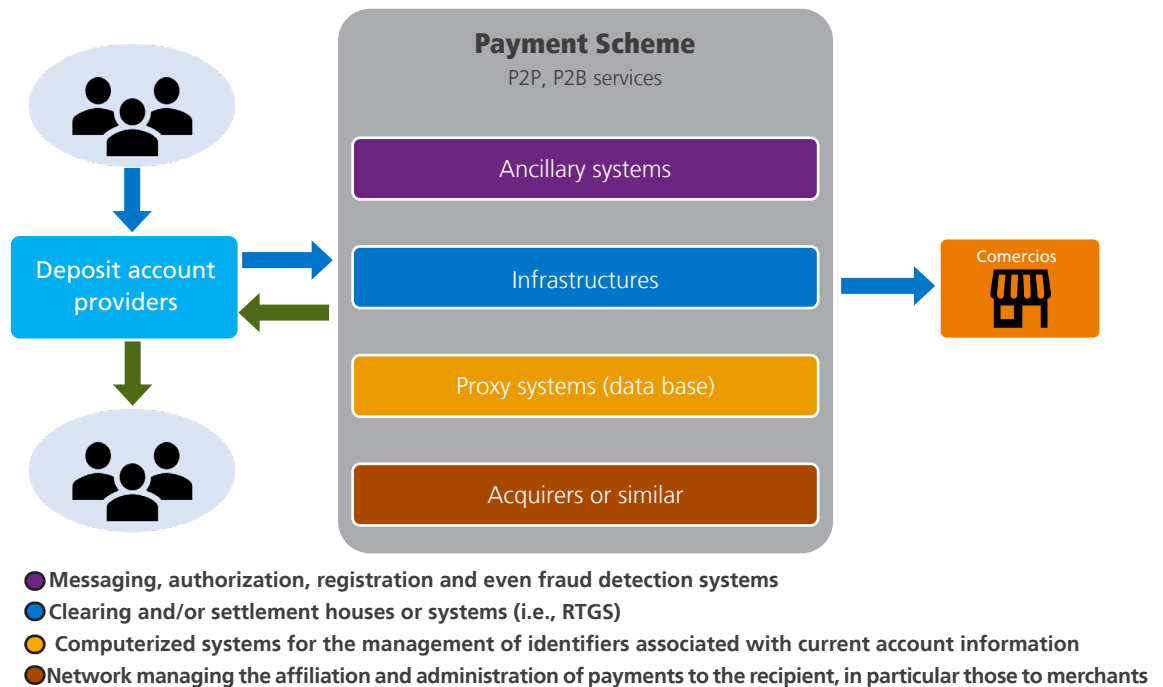 Payment Scheme
P2P, P2B services
Ancillary systems
Deposit account
providers
Infrastructures
Comercios
Proxy systems (data base)
Acquirers or similar
Messaging, authorization, registration and even fraud detection systems
Clearing and/or settlement houses or systems (i.e., RTGS)
Computerized systems for the management of identifiers associated with current account information
Network managing the affiliation and administration of payments to the recipient, in particular those to merchants